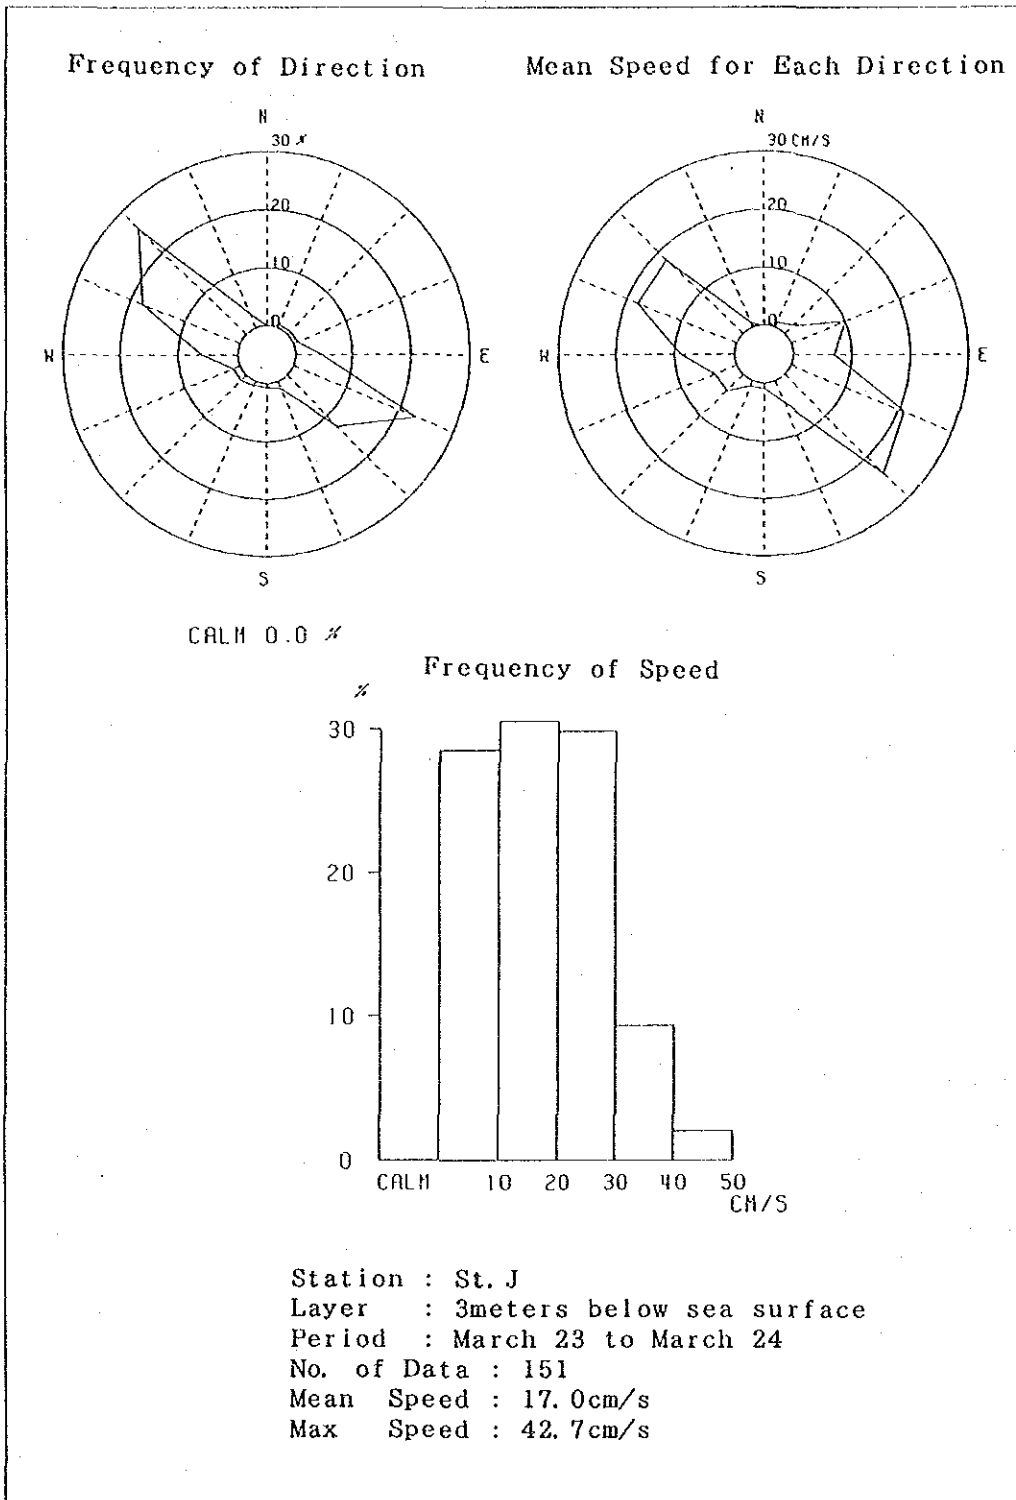 Frequency of Direction
Mean Speed for Each Direction
N
30 %
20
10
0
W
E
S
N
30 CM/S
20
10
0
W
E
S
CALM 0.0 %
Frequency of Speed
%
30
20
10
0
CALM 10 20 30 40 50
CM/S
Station : St. J
Layer : 3meters below sea surface
Period : March 23 to March 24
No. of Data : 151
Mean Speed : 17.0cm/s
Max Speed : 42.7cm/s